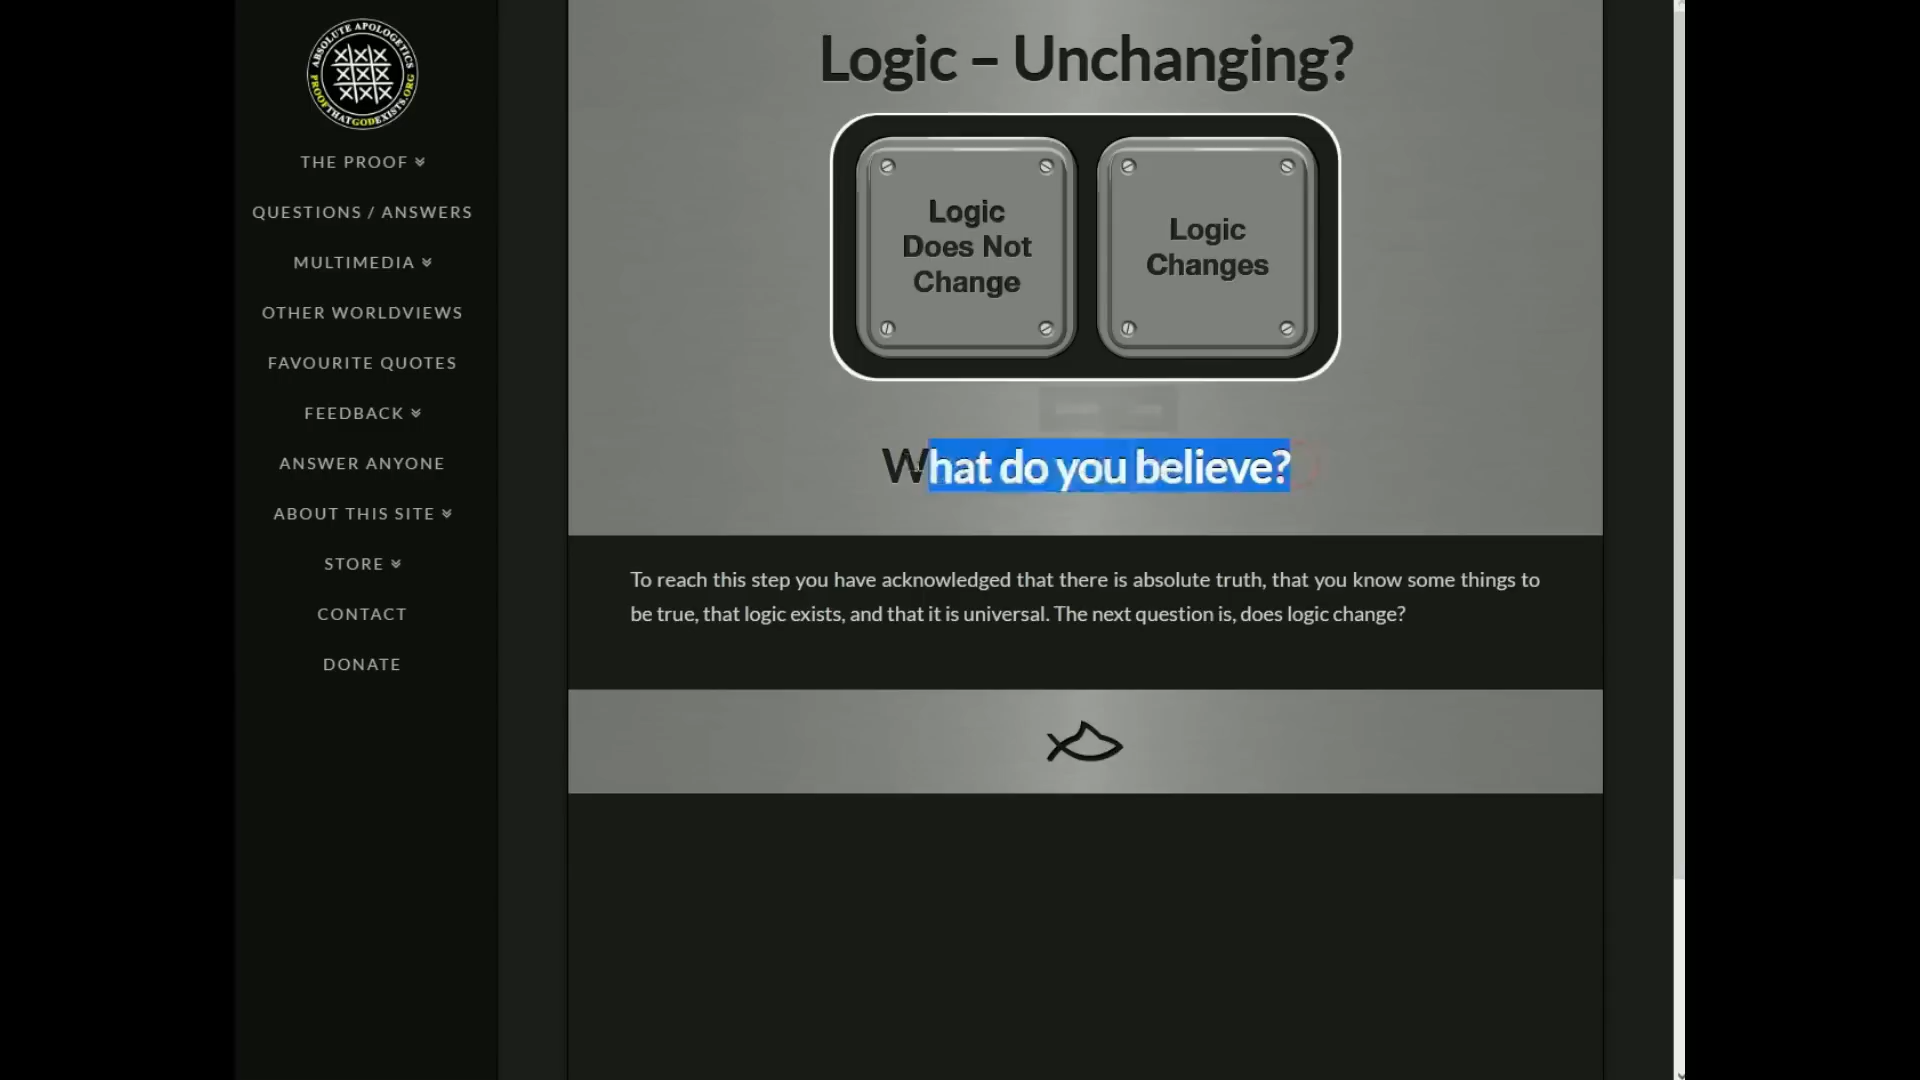 ABSOLUTE APOLOGETICS
PROOFTHATGODEXISTS.ORG
THE PROOF
QUESTIONS / ANSWERS
MULTIMEDIA
OTHER WORLDVIEWS
FAVOURITE QUOTES
FEEDBACK
ANSWER ANYONE
ABOUT THIS SITE
STORE
CONTACT
DONATE
Logic – Unchanging?
Logic
Does Not
Change
Logic
Changes
What do you believe?
To reach this step you have acknowledged that there is absolute truth, that you know some things to
be true, that logic exists, and that it is universal. The next question is, does logic change?